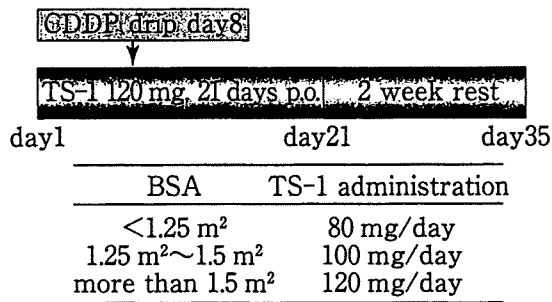 CDDP drip day8
TS-1 120 mg, 21 days p.o. 2 week rest
day1 day21 day35
BSA TS-1 administration
<1.25 m² 80 mg/day
1.25 m²~1.5 m² 100 mg/day
more than 1.5 m² 120 mg/day